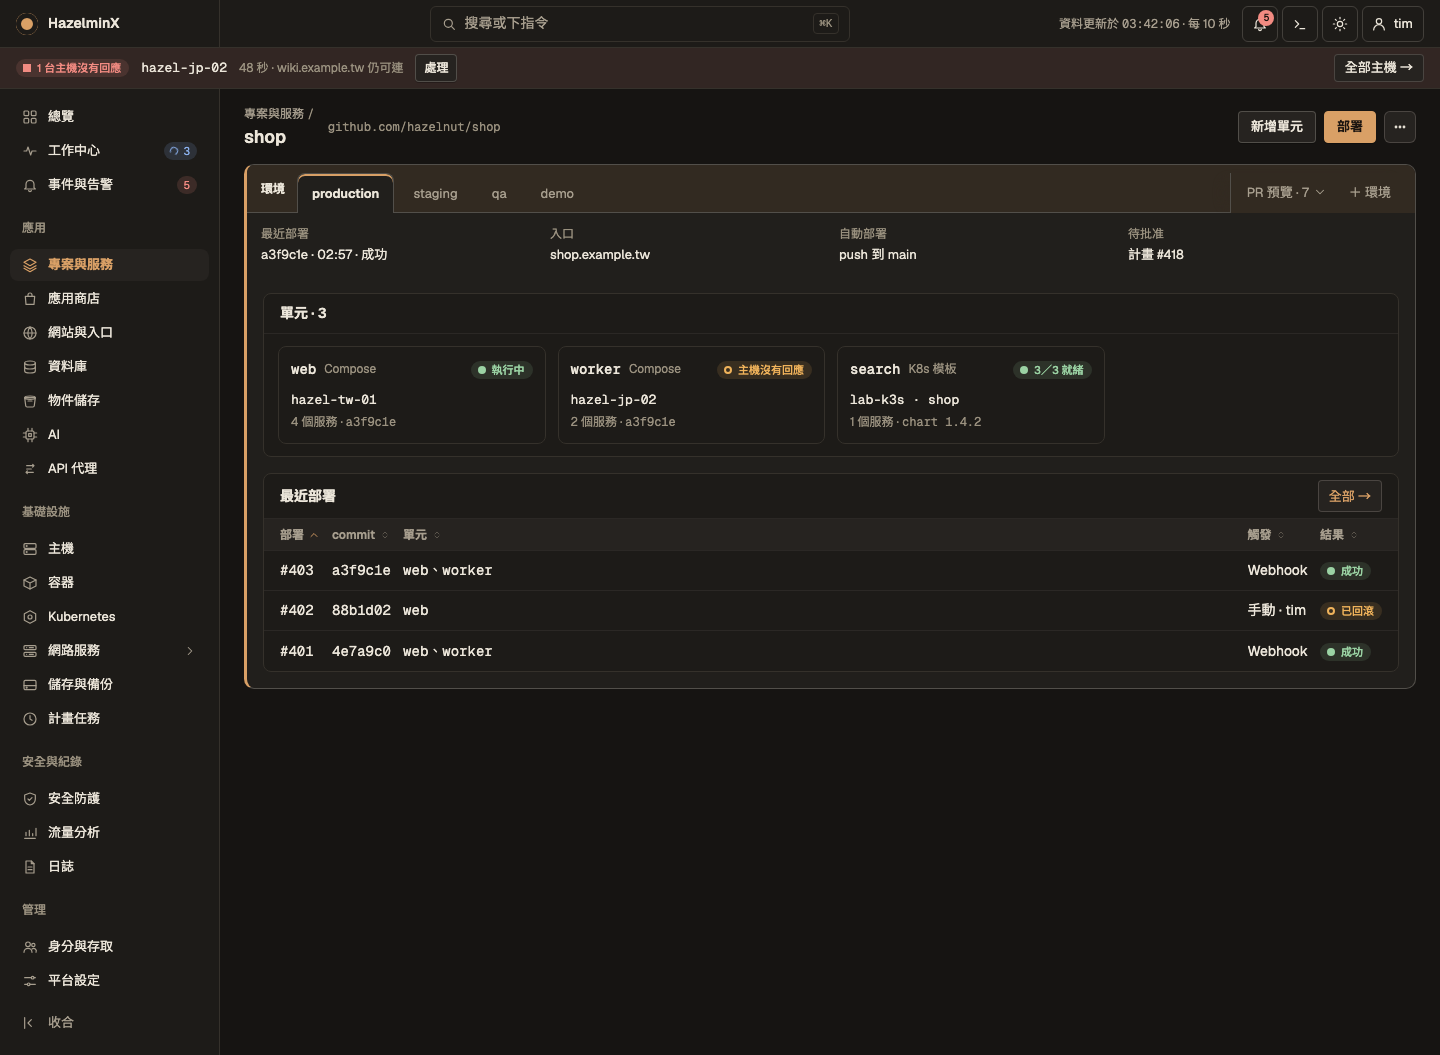 HazelminX
搜尋或下指令
⌘K
資料更新於 03:42:06 · 每 10 秒
5
tim
1 台主機沒有回應
hazel-jp-02
48 秒 · wiki.example.tw 仍可連
處理
全部主機 →
總覽
工作中心
3
事件與告警
5
應用
專案與服務
應用商店
網站與入口
資料庫
物件儲存
AI
API 代理
基礎設施
主機
容器
Kubernetes
網路服務
儲存與備份
計畫任務
安全與紀錄
安全防護
流量分析
日誌
管理
身分與存取
平台設定
收合
專案與服務 /
shop
github.com/hazelnut/shop
新增單元
部署
環境
production
staging
qa
demo
PR 預覽 · 7
＋ 環境
最近部署
a3f9c1e · 02:57 · 成功
入口
shop.example.tw
自動部署
push 到 main
待批准
計畫 #418
單元 · 3
web Compose
執行中
hazel-tw-01
4 個服務 · a3f9c1e
worker Compose
主機沒有回應
hazel-jp-02
2 個服務 · a3f9c1e
search K8s 模板
3／3 就緒
lab-k3s · shop
1 個服務 · chart 1.4.2
最近部署
全部 →
部署 commit 單元 觸發 結果
#403 a3f9c1e web、worker Webhook 成功
#402 88b1d02 web 手動 · tim 已回滾
#401 4e7a9c0 web、worker Webhook 成功